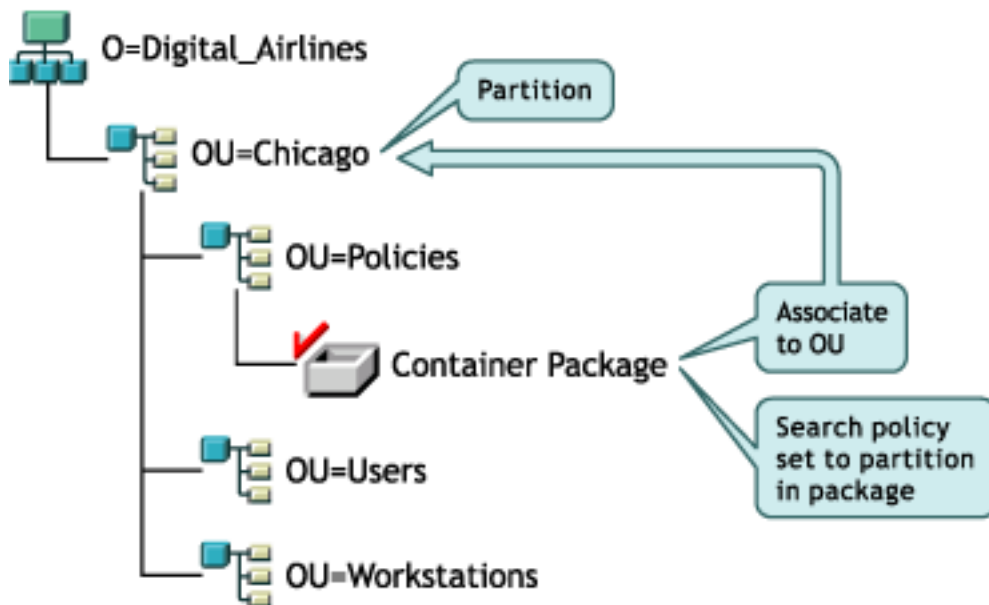 O=Digital_Airlines
Partition
OU=Chicago
OU=Policies
Associate
to OU
Container Package
Search policy
set to partition
in package
OU=Users
OU=Workstations